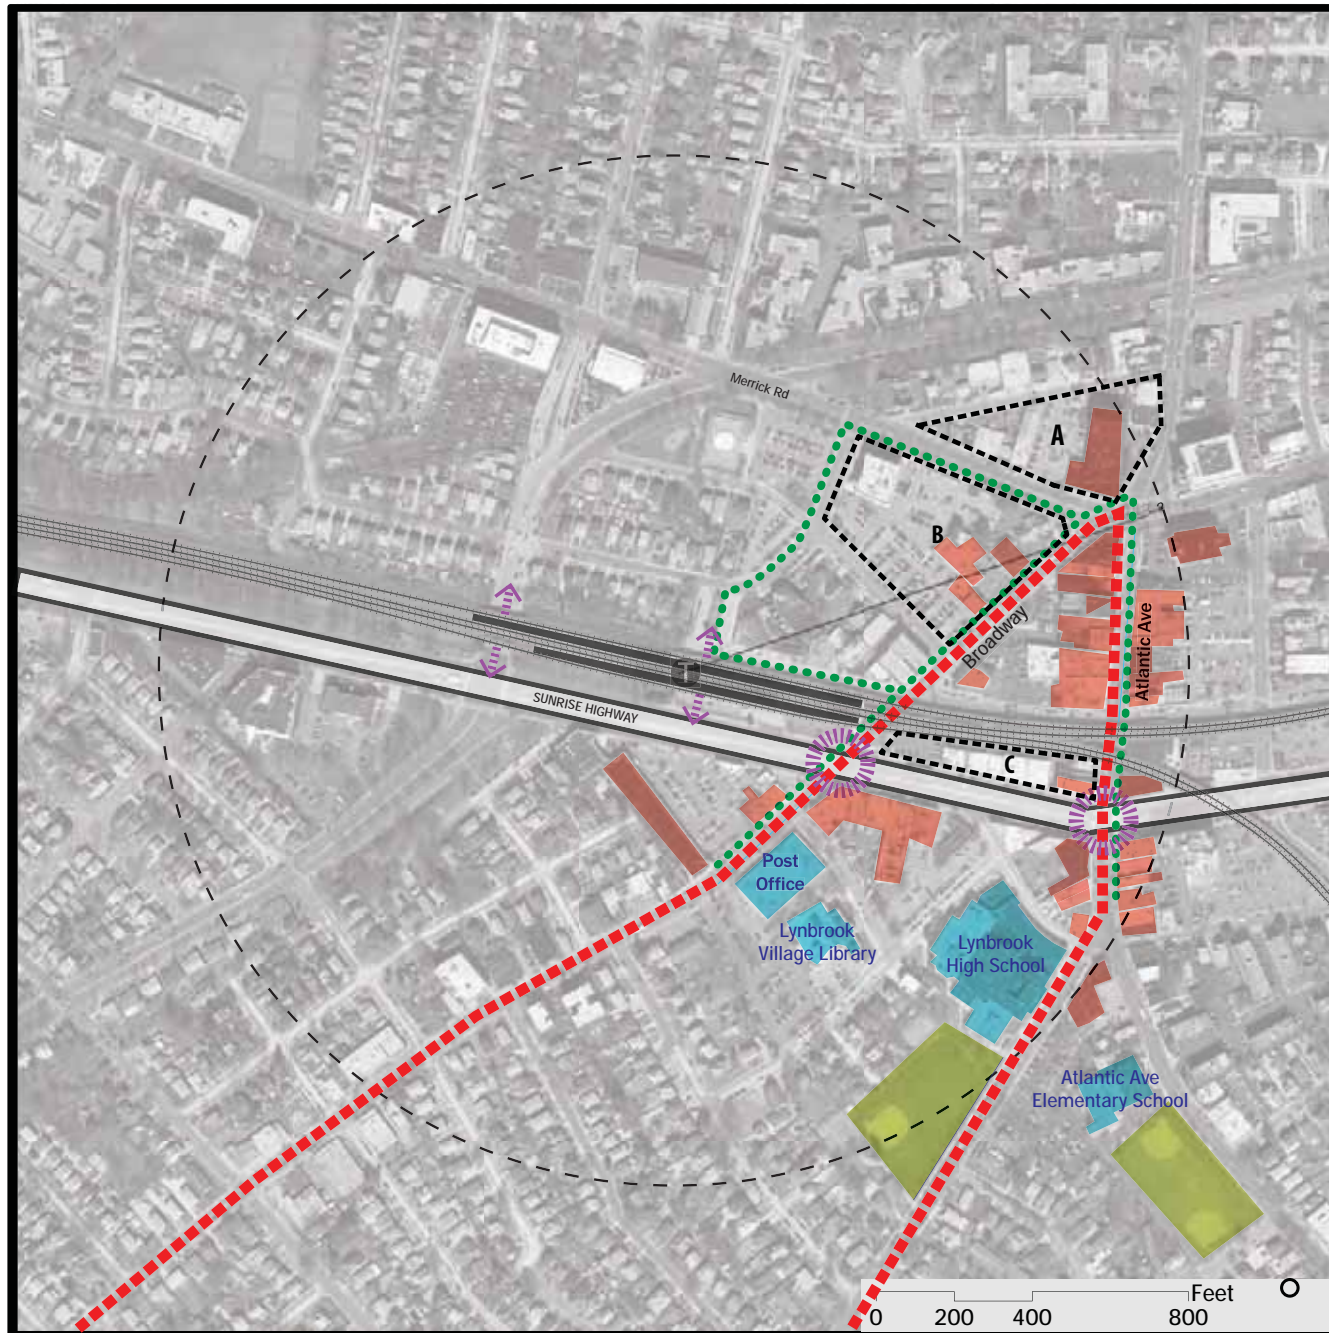 Merrick Rd
A
B
Broadway
Atlantic Ave
T
SUNRISE HIGHWAY
C
Post
Office
Lynbrook
Village Library
Lynbrook
High School
Atlantic Ave
Elementary School
Feet
0 200 400 800